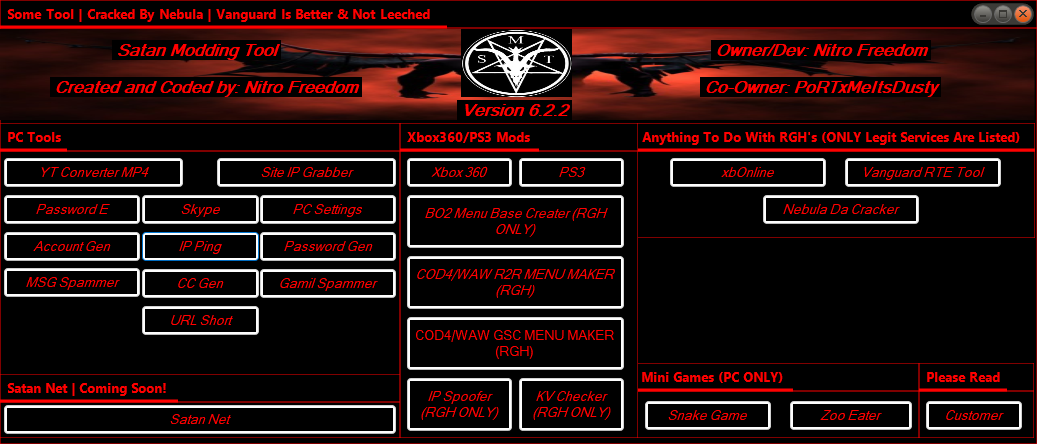 Some Tool | Cracked By Nebula | Vanguard Is Better & Not Leeched
Satan Modding Tool
Created and Coded by: Nitro Freedom
M
S T
Version 6.2.2
Owner/Dev: Nitro Freedom
Co-Owner: PoRTxMeltsDusty
PC Tools
YT Converter MP4
Site IP Grabber
Password E
Skype
PC Settings
Account Gen
IP Ping
Password Gen
MSG Spammer
CC Gen
Gamil Spammer
URL Short
Satan Net | Coming Soon!
Satan Net
Xbox360/PS3 Mods
Xbox 360
PS3
BO2 Menu Base Crealer (RGH
ONLY)
COD4/WAW R2R MENU MAKER
(RGH)
COD4/WAW GSC MENU MAKER
(RGH)
IP Spoofer
(RGH ONLY)
KV Checker
(RGH ONLY)
Anything To Do With RGH's (ONLY Legit Services Are Listed)
xbOnline
Vanguard RTE Tool
Nebula Da Cracker
Mini Games (PC ONLY)
Snake Game
Zoo Eater
Please Read
Customer